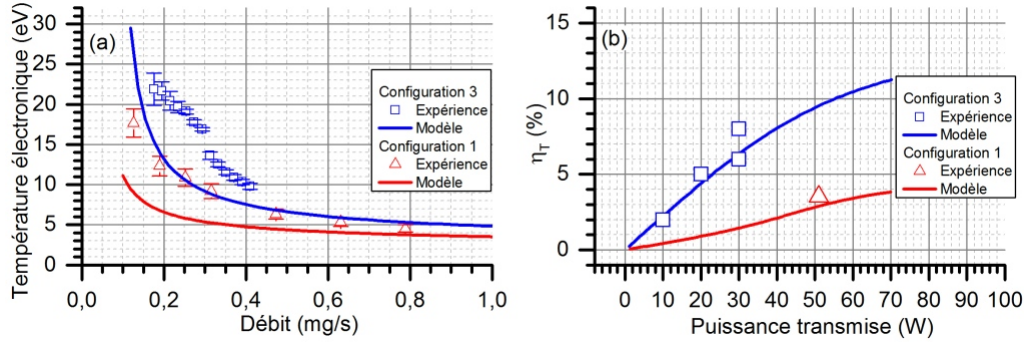 (a)
Température électronique (eV)
30
25
20
15
10
5
0
0,0 0,2 0,4 0,6 0,8 1,0
Débit (mg/s)
Configuration 3
Expérience
Modèle
Configuration 1
Expérience
Modèle
(b)
ηT (%)
15
10
5
0
0 10 20 30 40 50 60 70 80 90 100
Puissance transmise (W)
Configuration 3
Expérience
Modèle
Configuration 1
Expérience
Modèle